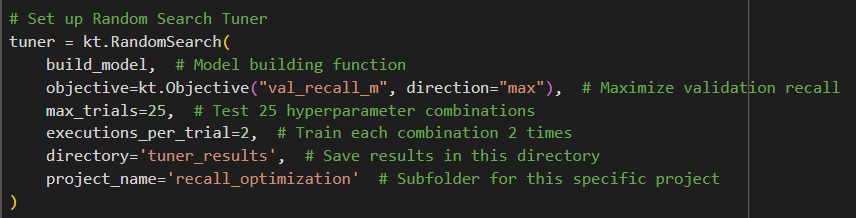 # Set up Random Search Tuner
tuner = kt.RandomSearch(
    build_model,  # Model building function
    objective=kt.Objective("val_recall_m", direction="max"),  # Maximize validation recall
    max_trials=25,  # Test 25 hyperparameter combinations
    executions_per_trial=2,  # Train each combination 2 times
    directory='tuner_results',  # Save results in this directory
    project_name='recall_optimization'  # Subfolder for this specific project
)